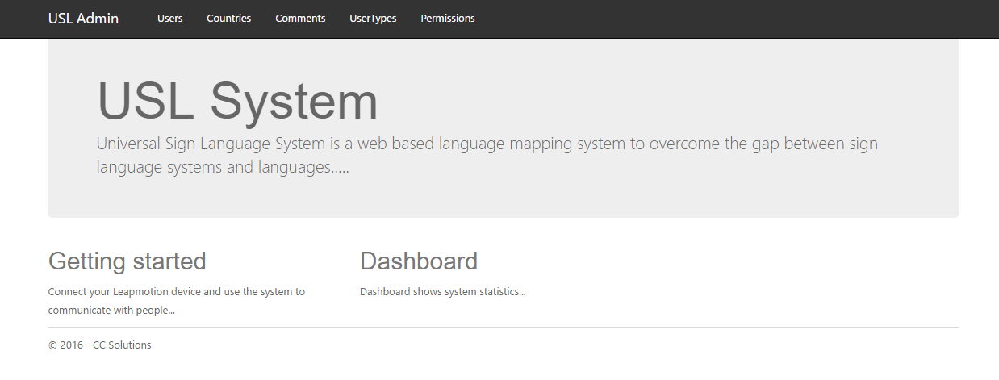 USL Admin Users Countries Comments UserTypes Permissions
USL System
Universal Sign Language System is a web based language mapping system to overcome the gap between sign
language systems and languages.....
Getting started
Connect your Leapmotion device and use the system to
communicate with people...
Dashboard
Dashboard shows system statistics...
© 2016 - CC Solutions